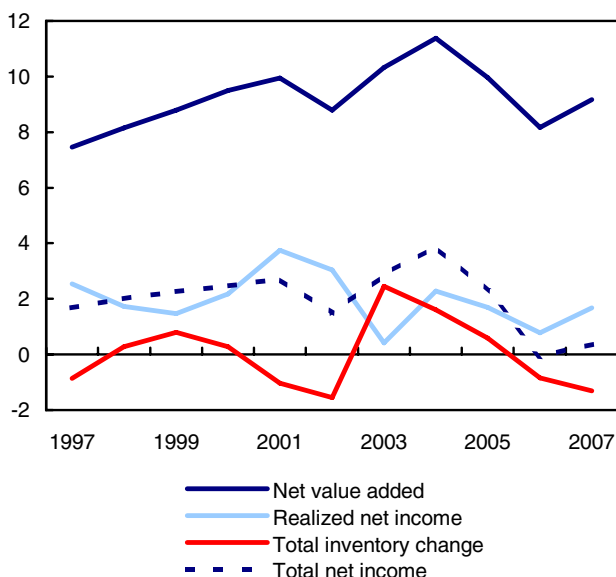 12
10
8
6
4
2
0
-2
1997 1999 2001 2003 2005 2007
Net value added
Realized net income
Total inventory change
Total net income